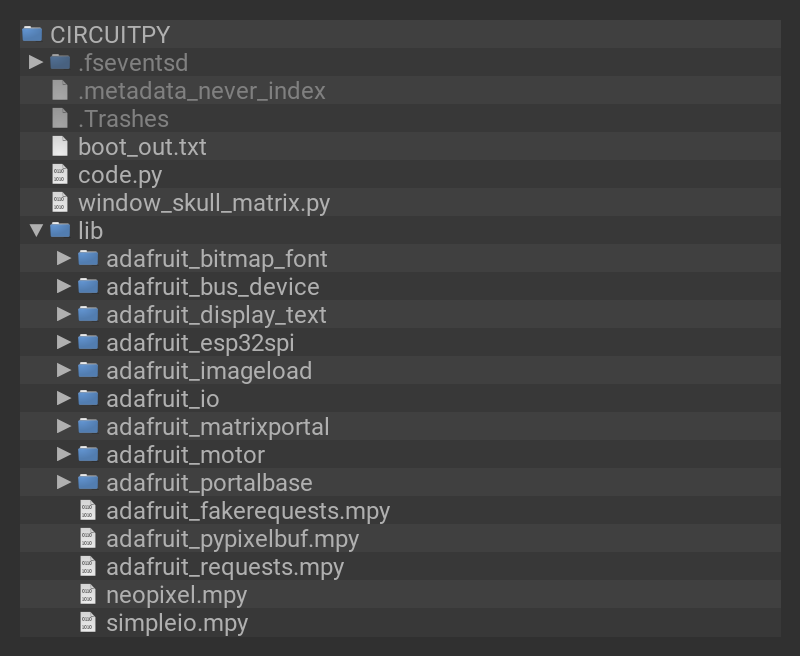 CIRCUITPY
.fseventsd
.metadata_never_index
.Trashes
boot_out.txt
code.py
window_skull_matrix.py
lib
adafruit_bitmap_font
adafruit_bus_device
adafruit_display_text
adafruit_esp32spi
adafruit_imageload
adafruit_io
adafruit_matrixportal
adafruit_motor
adafruit_portalbase
adafruit_fakerequests.mpy
adafruit_pypixelbuf.mpy
adafruit_requests.mpy
neopixel.mpy
simpleio.mpy